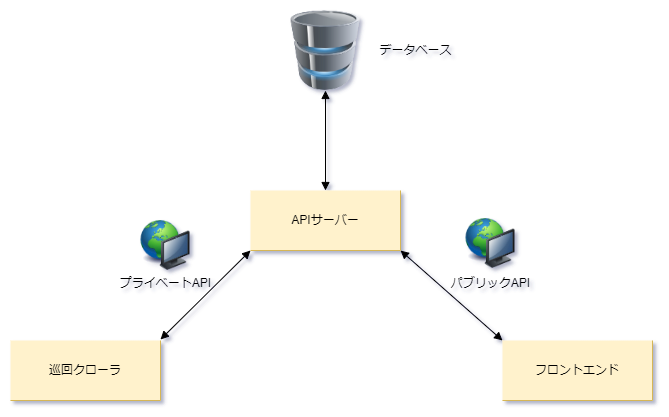 データベース
APIサーバー
プライベートAPI
パブリックAPI
巡回クローラ
フロントエンド